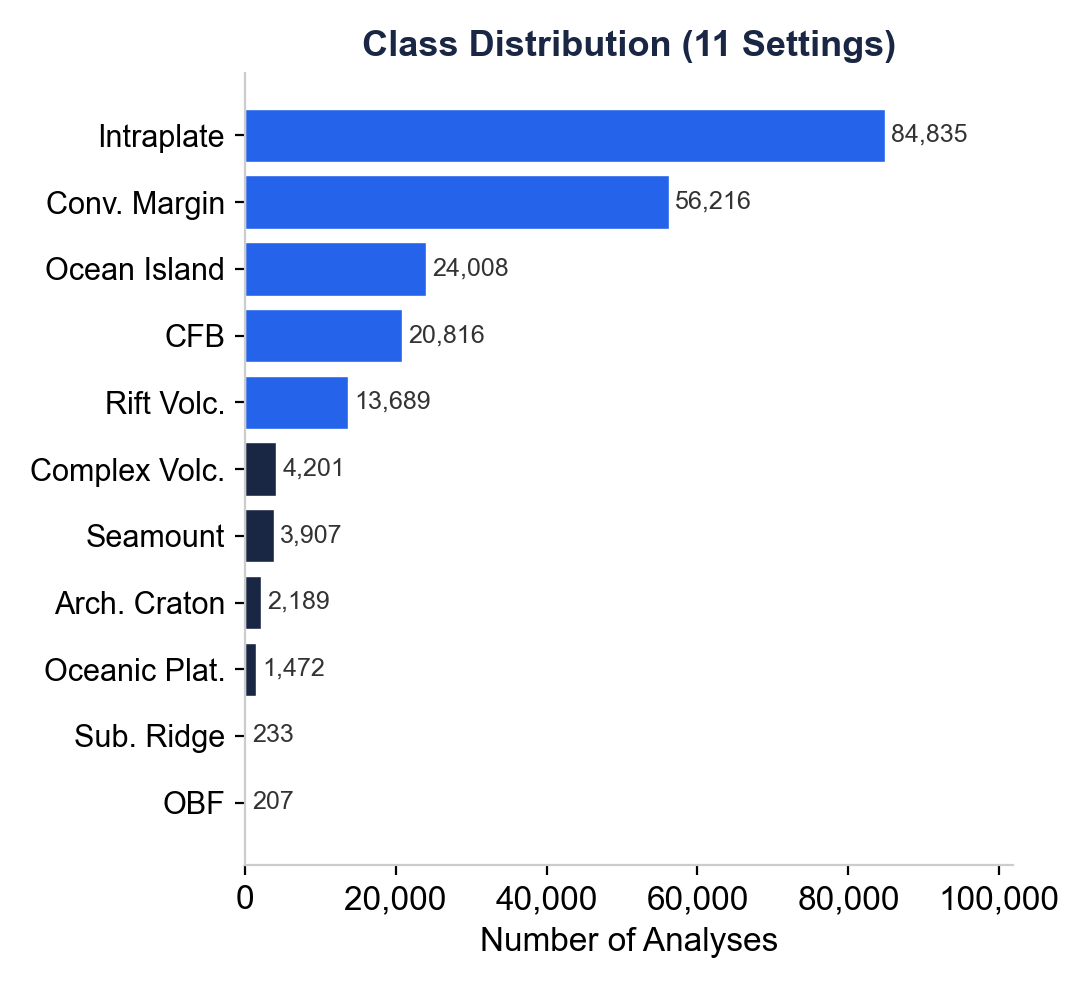 Class Distribution (11 Settings)
Intraplate 84,835
Conv. Margin 56,216
Ocean Island 24,008
CFB 20,816
Rift Volc. 13,689
Complex Volc. 4,201
Seamount 3,907
Arch. Craton 2,189
Oceanic Plat. 1,472
Sub. Ridge 233
OBF 207
0 20,000 40,000 60,000 80,000 100,000
Number of Analyses